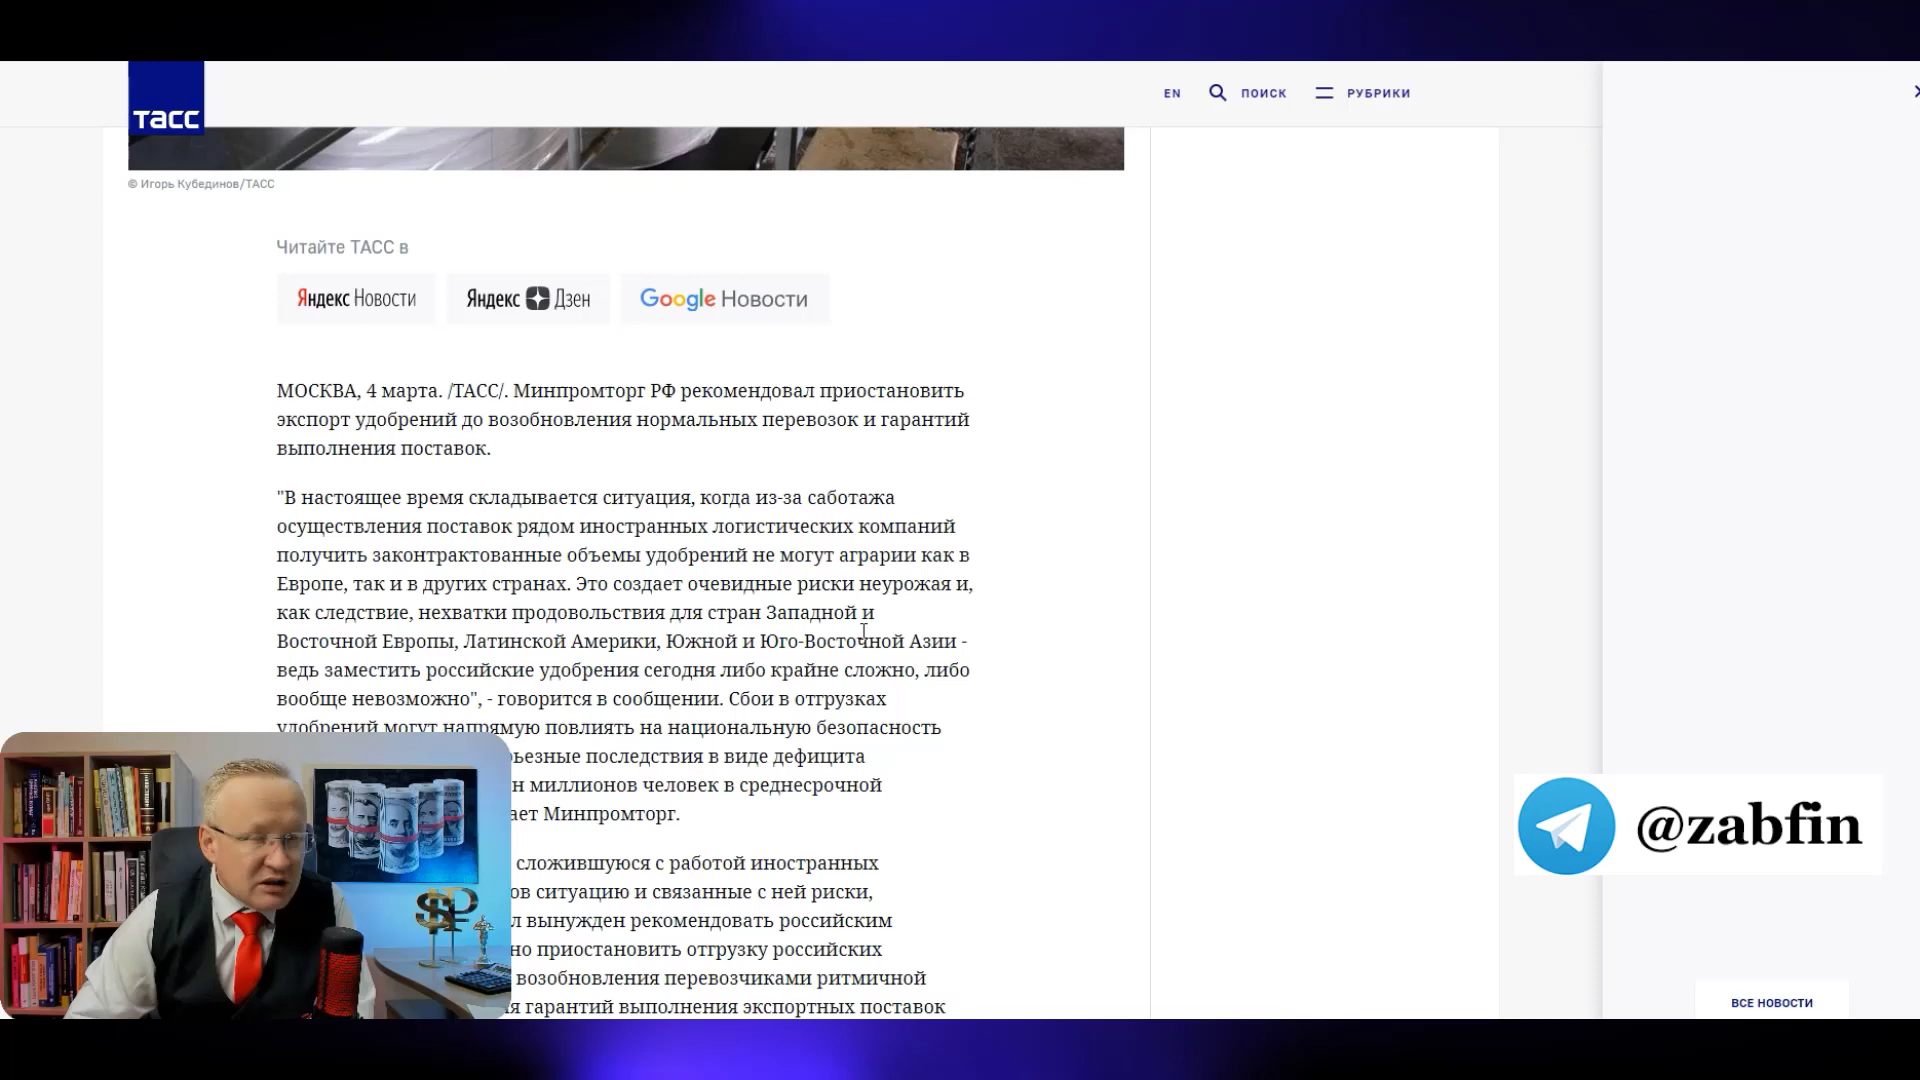 ТАСС
EN
ПОИСК
РУБРИКИ
© Игорь Кубединов/ТАСС
Читайте ТАСС в
Яндекс Новости
Яндекс Дзен
Google Новости
МОСКВА, 4 марта. /ТАСС/. Минпромторг РФ рекомендовал приостановить
экспорт удобрений до возобновления нормальных перевозок и гарантий
выполнения поставок.
"В настоящее время складывается ситуация, когда из-за саботажа
осуществления поставок рядом иностранных логистических компаний
получить законтрактованные объемы удобрений не могут аграрии как в
Европе, так и в других странах. Это создает очевидные риски неурожая и,
как следствие, нехватки продовольствия для стран Западной и
Восточной Европы, Латинской Америки, Южной и Юго-Восточной Азии -
ведь заместить российские удобрения сегодня либо крайне сложно, либо
вообще невозможно", - говорится в сообщении. Сбои в отгрузках
удобрений могут напрямую повлиять на национальную безопасность
ьезные последствия в виде дефицита
н миллионов человек в среднесрочной
ает Минпромторг.
сложившуюся с работой иностранных
ов ситуацию и связанные с ней риски,
л вынужден рекомендовать российским
но приостановить отгрузку российских
возобновления перевозчиками ритмичной
я гарантий выполнения экспортных поставок
@zabfin
ВСЕ НОВОСТИ